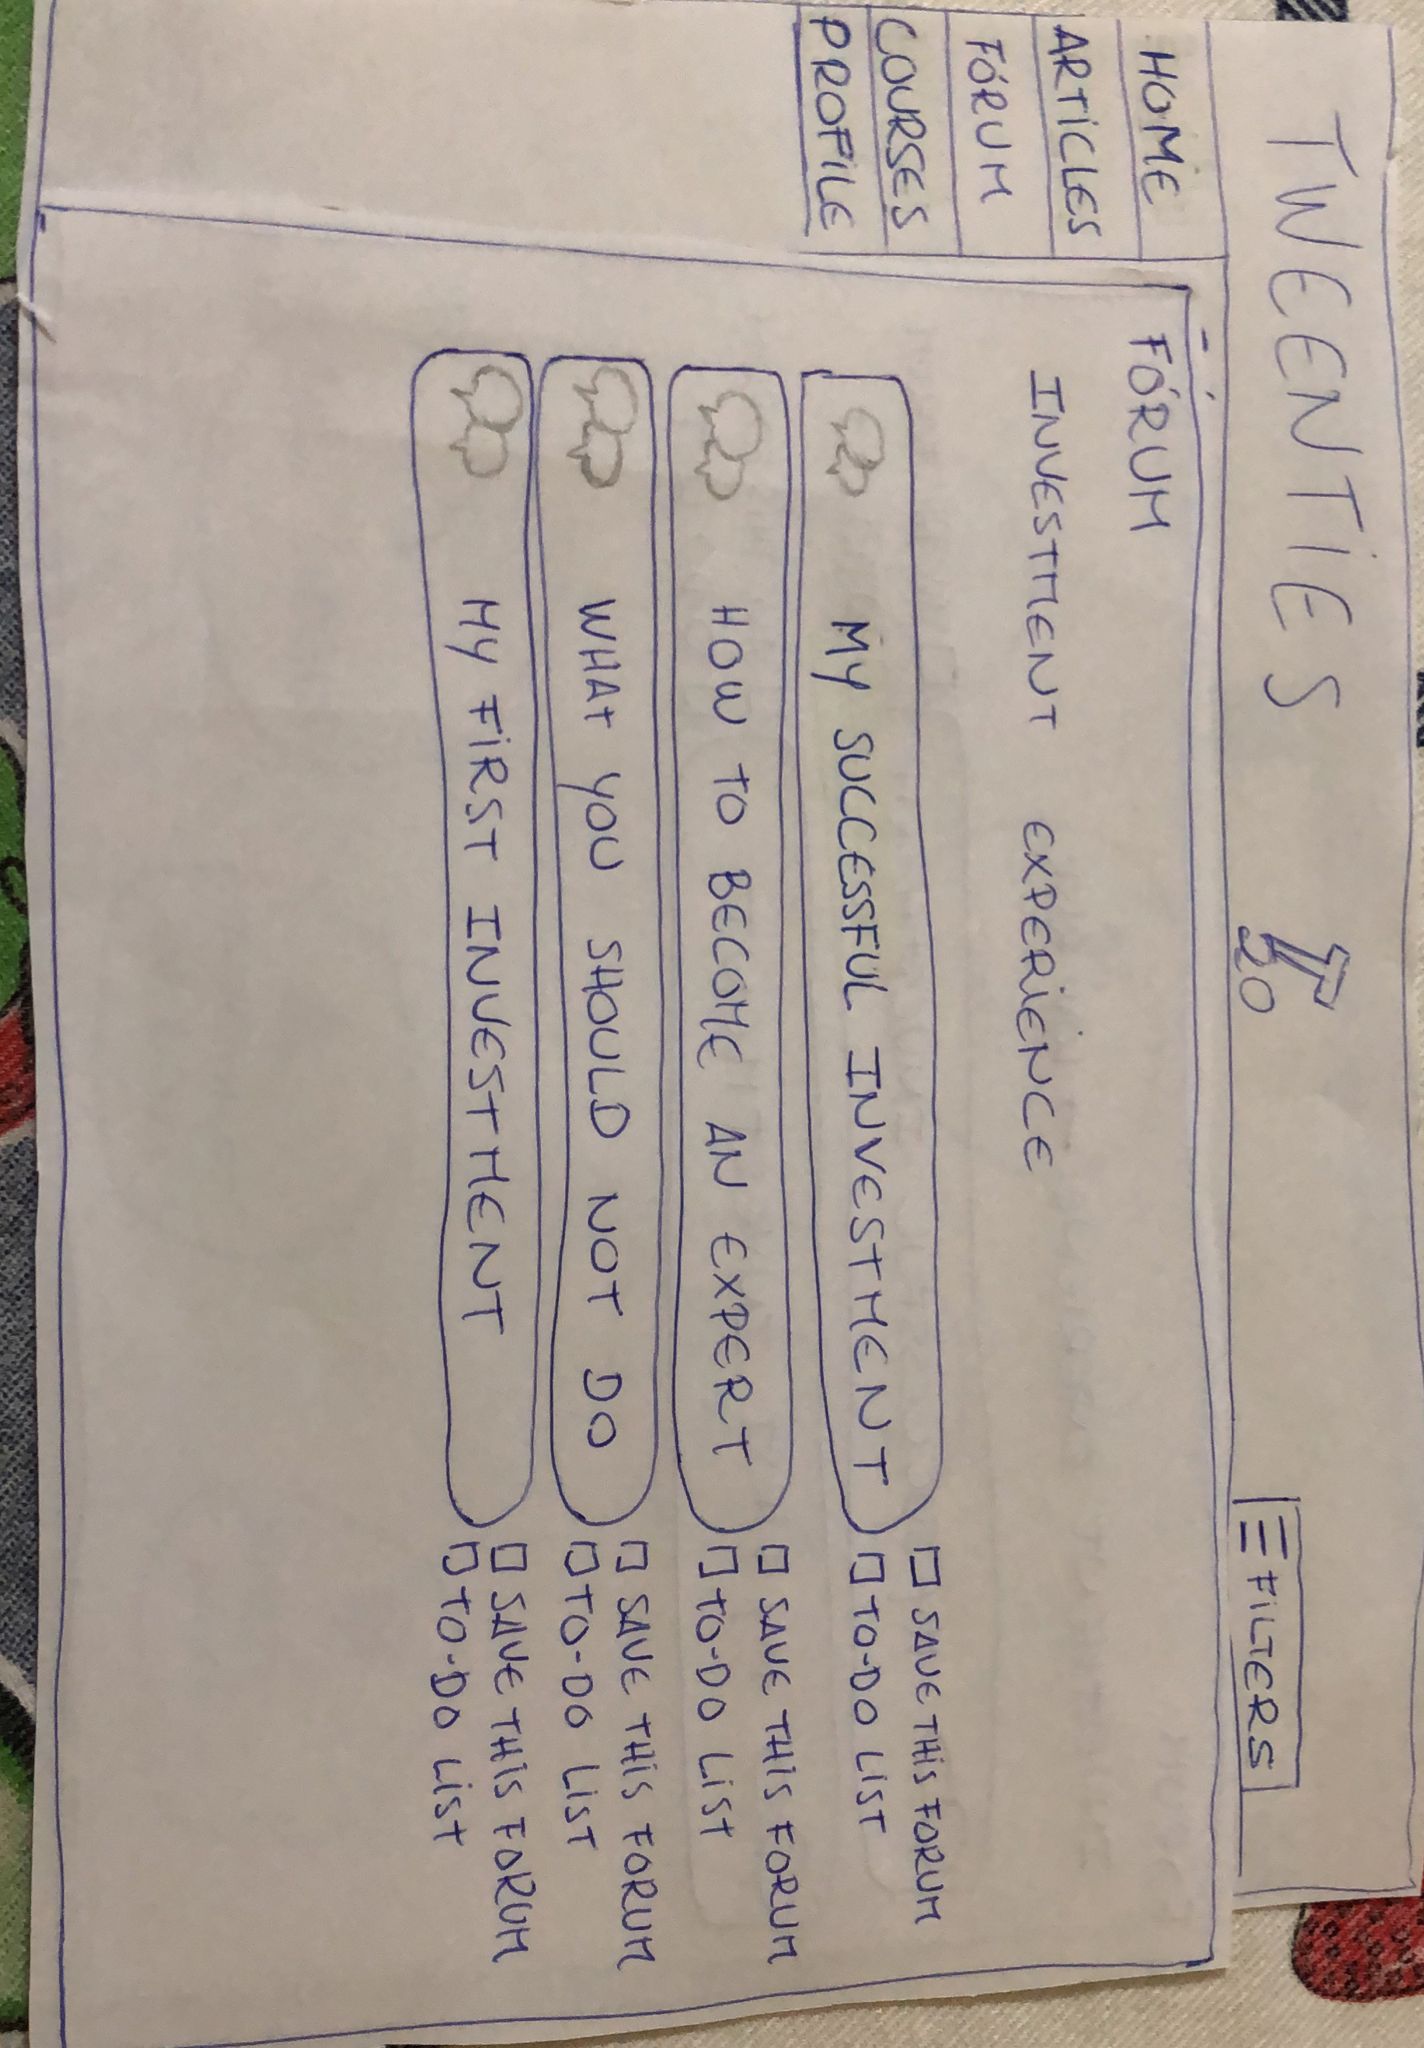 TWEENTIES
20
FILTERS
HOME
ARTICLES
FÓRUM
COURSES
PROFILE
FÓRUM
INVESTMENT EXPERIENCE
MY SUCCESSFUL INVESTMENT
SAVE THIS FORUM
TO-DO LIST
HOW TO BECOME AN EXPERT
SAVE THIS FORUM
TO-DO LIST
WHAT YOU SHOULD NOT DO
SAVE THIS FORUM
TO-DO LIST
MY FIRST INVESTMENT
SAVE THIS FORUM
TO-DO LIST